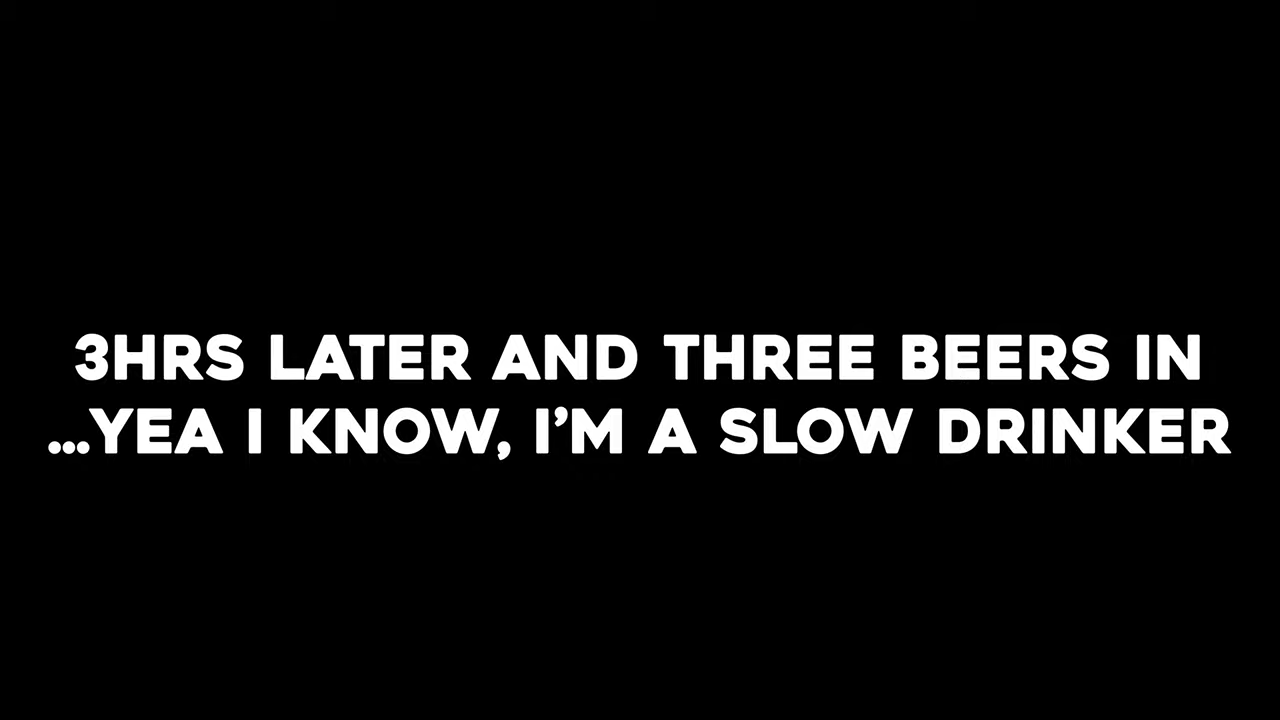 3HRS LATER AND THREE BEERS IN
...YEA I KNOW, I'M A SLOW DRINKER